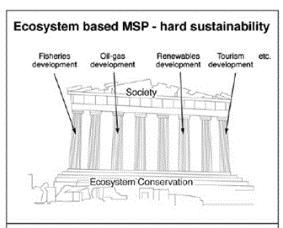 Ecosystem based MSP - hard sustainability
Fisheries development
Oil-gas development
Renewables development
Tourism development
etc.
Society
Ecosystem Conservation